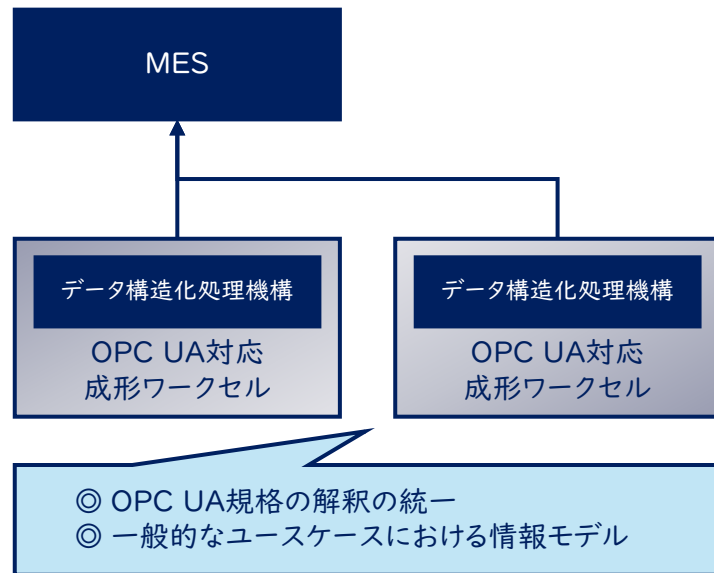 MES
データ構造化処理機構
OPC UA対応
成形ワークセル
データ構造化処理機構
OPC UA対応
成形ワークセル
◎ OPC UA規格の解釈の統一
◎ 一般的なユースケースにおける情報モデル